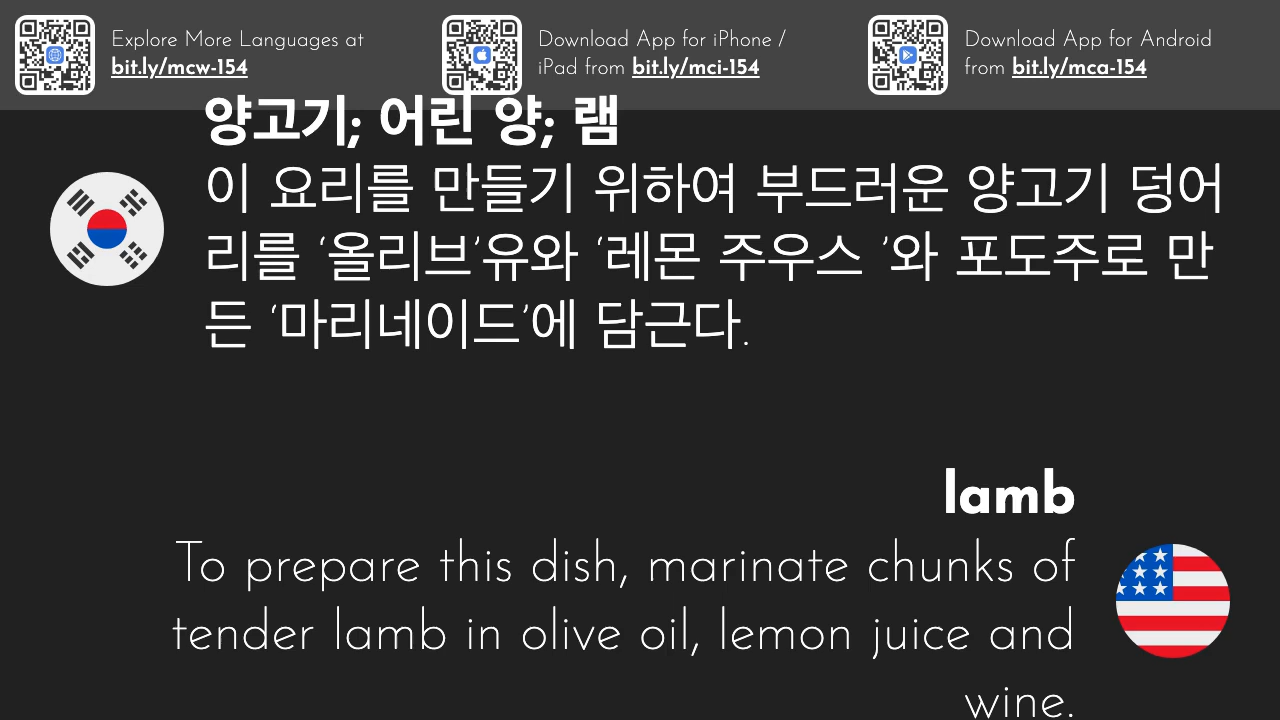 Explore More Languages at
bit.ly/mcw-154
Download App for iPhone /
iPad from bit.ly/mci-154
Download App for Android
from bit.ly/mca-154
양고기; 어린 양; 램
이 요리를 만들기 위하여 부드러운 양고기 덩어
리를 ‘올리브’유와 ‘레몬 주우스 ’와 포도주로 만
든 ‘마리네이드’에 담근다.
lamb
To prepare this dish, marinate chunks of
tender lamb in olive oil, lemon juice and
wine.